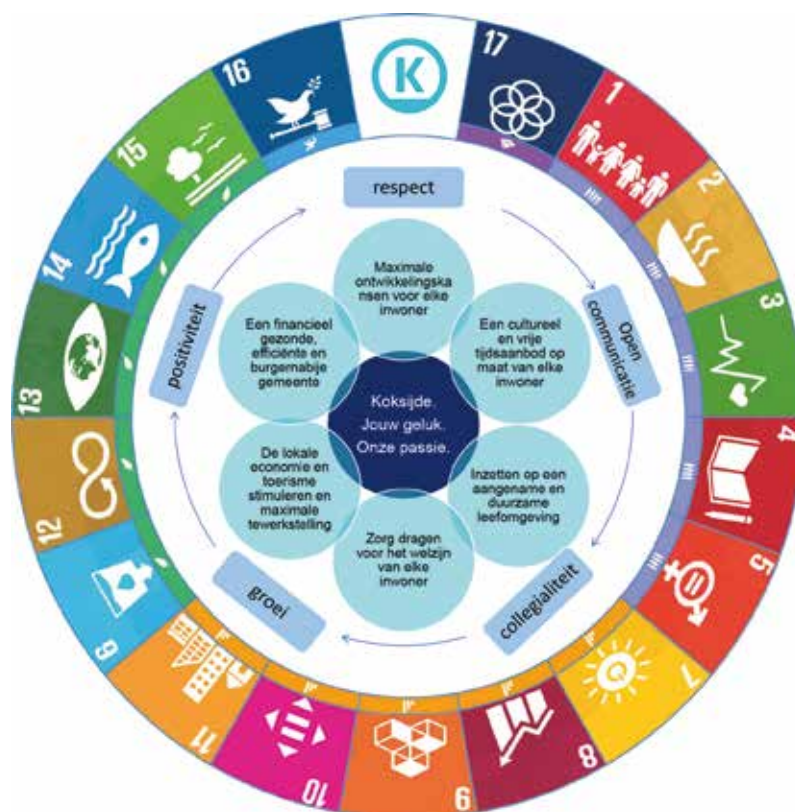 K
17
1
2
3
4
5
7
8
9
10
11
6
12
13
14
15
16
respect
Open
communicatie
collegialiteit
groei
positiviteit
Maximale
ontwikkelingska
nsen voor elke
inwoner
Een cultureel
en vrije
tijdsaanbod op
maat van elke
inwoner
Inzetten op een
aangename en
duurzame
leefomgeving
Zorg dragen
voor het welzijn
van elke
inwoner
De lokale
economie en
toerisme
stimuleren en
maximale
tewerkstelling
Een financieel
gezonde,
efficiënte en
burgernabije
gemeente
Koksijde.
Jouw geluk.
Onze passie.